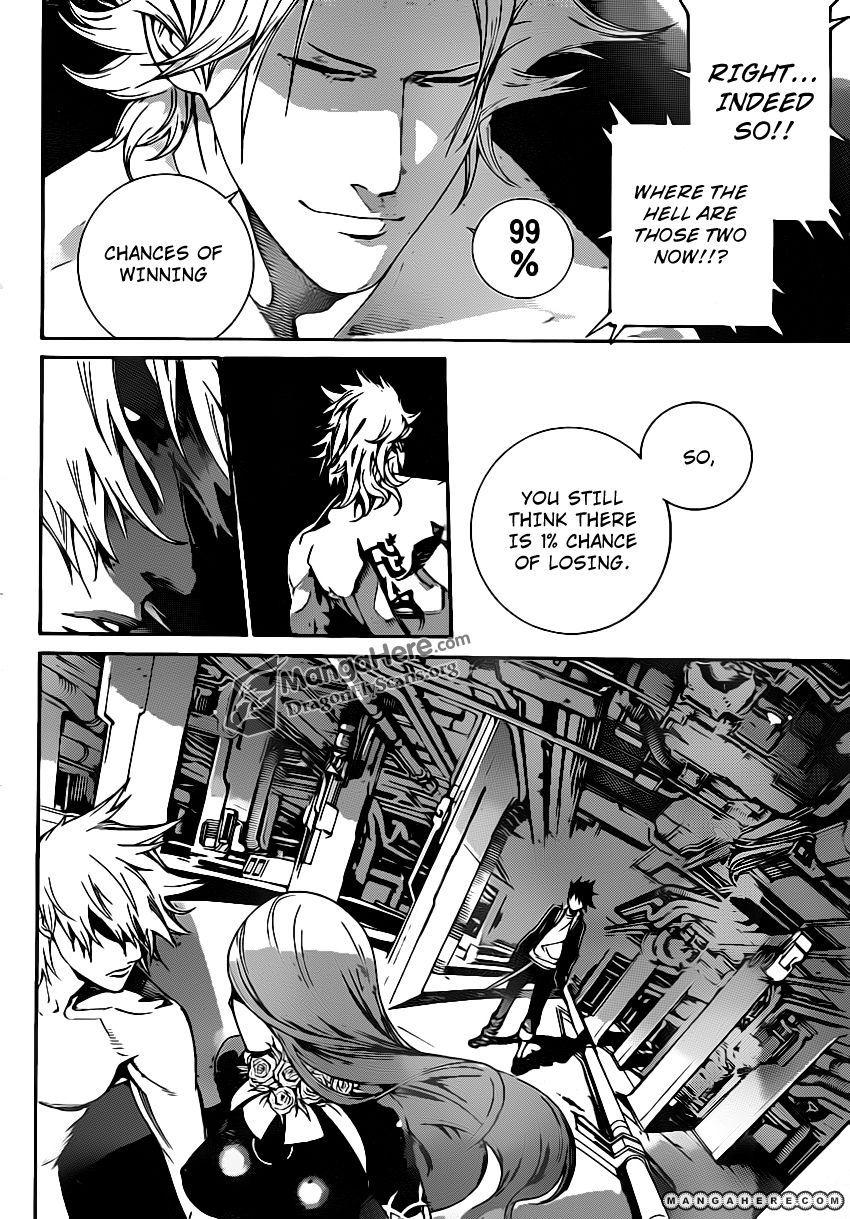 RIGHT...
INDEED
SO!!
WHERE THE
HELL ARE
THOSE TWO
NOW!!?
99
%
CHANCES OF
WINNING
SO,
YOU STILL
THINK THERE
IS 1% CHANCE
OF LOSING.
MangaHere.com
DragonFlyScans.org
MANGAHERE.COM